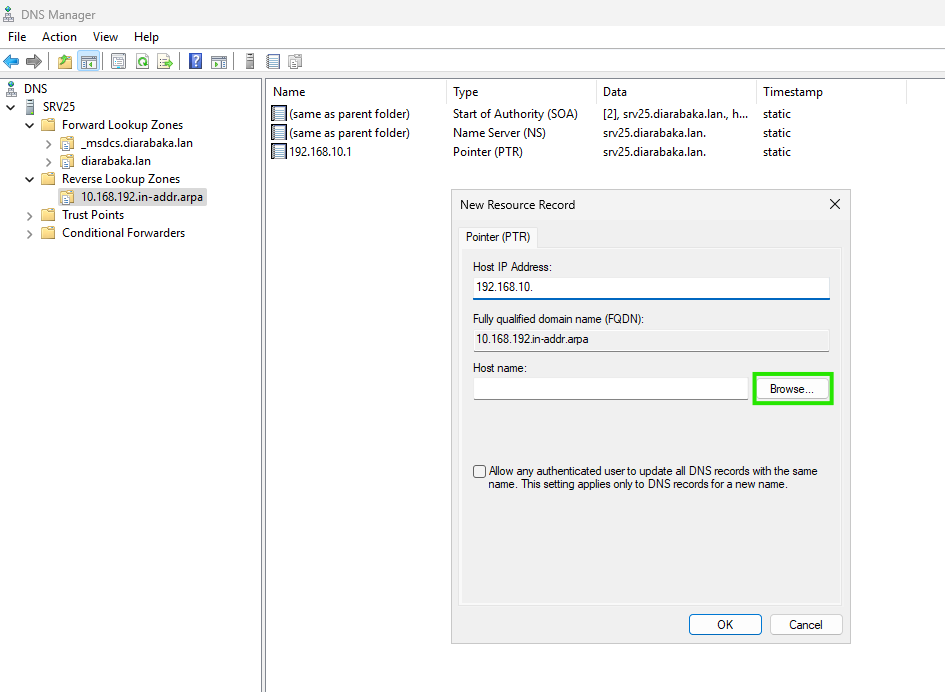 DNS Manager
File Action View Help
DNS
SRV25
Forward Lookup Zones
_msdcs.diarabaka.lan
diarabaka.lan
Reverse Lookup Zones
10.168.192.in-addr.arpa
Trust Points
Conditional Forwarders
Name Type Data Timestamp
(same as parent folder) Start of Authority (SOA) [2], srv25.diarabaka.lan., h... static
(same as parent folder) Name Server (NS) srv25.diarabaka.lan. static
192.168.10.1 Pointer (PTR) srv25.diarabaka.lan. static
New Resource Record
Pointer (PTR)
Host IP Address:
192.168.10.
Fully qualified domain name (FQDN):
10.168.192.in-addr.arpa
Host name:
Browse...
Allow any authenticated user to update all DNS records with the same
name. This setting applies only to DNS records for a new name.
OK Cancel